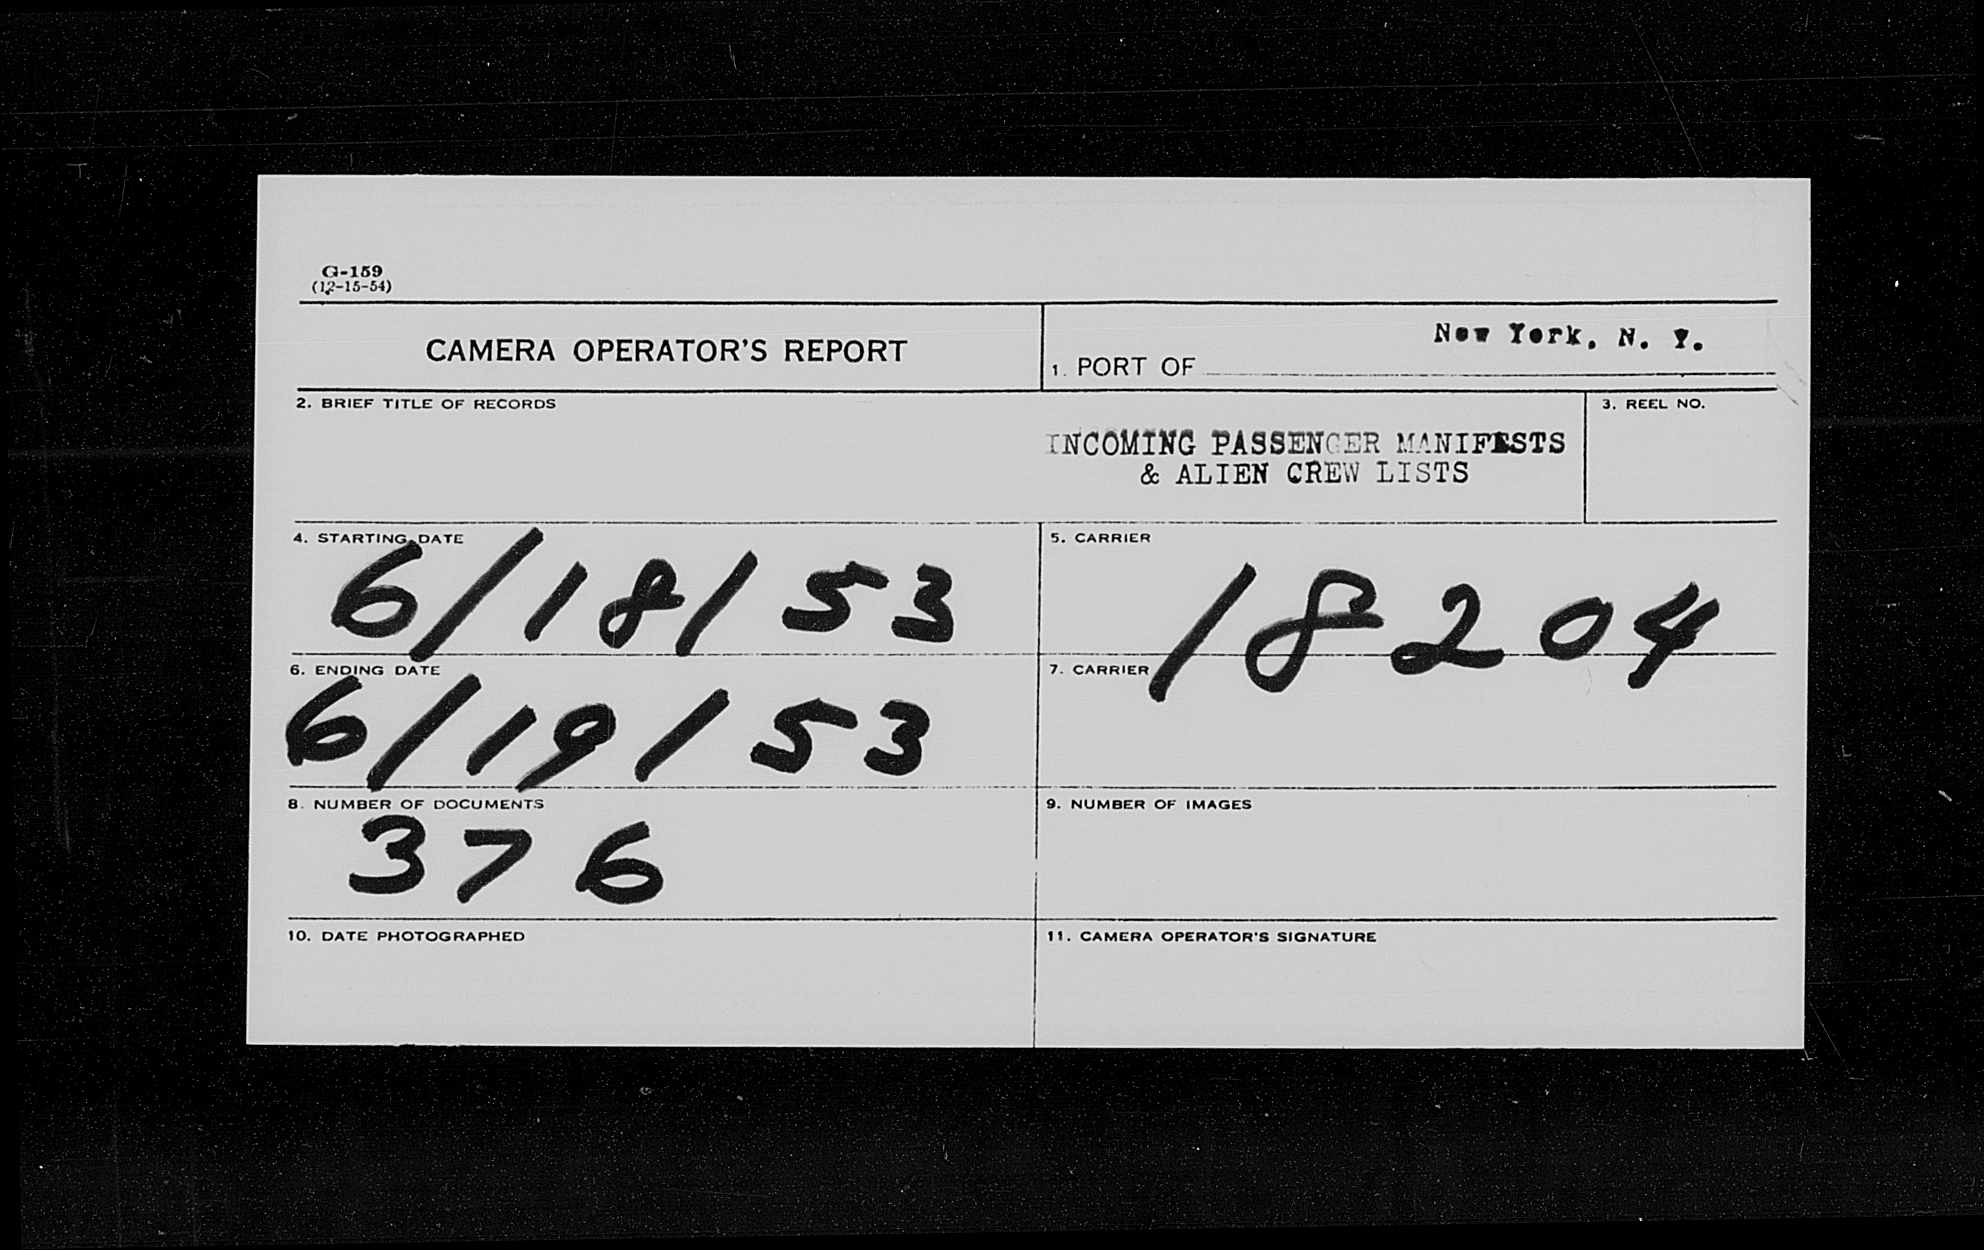 G-159
(12-15-54)
CAMERA OPERATOR'S REPORT
1. PORT OF New York, N. Y.
2. BRIEF TITLE OF RECORDS
INCOMING PASSENGER MANIFESTS
& ALIEN CREW LISTS
3. REEL NO.
4. STARTING DATE
6/18/53
5. CARRIER
18204
6. ENDING DATE
6/19/53
7. CARRIER
8. NUMBER OF DOCUMENTS
376
9. NUMBER OF IMAGES
10. DATE PHOTOGRAPHED
11. CAMERA OPERATOR'S SIGNATURE